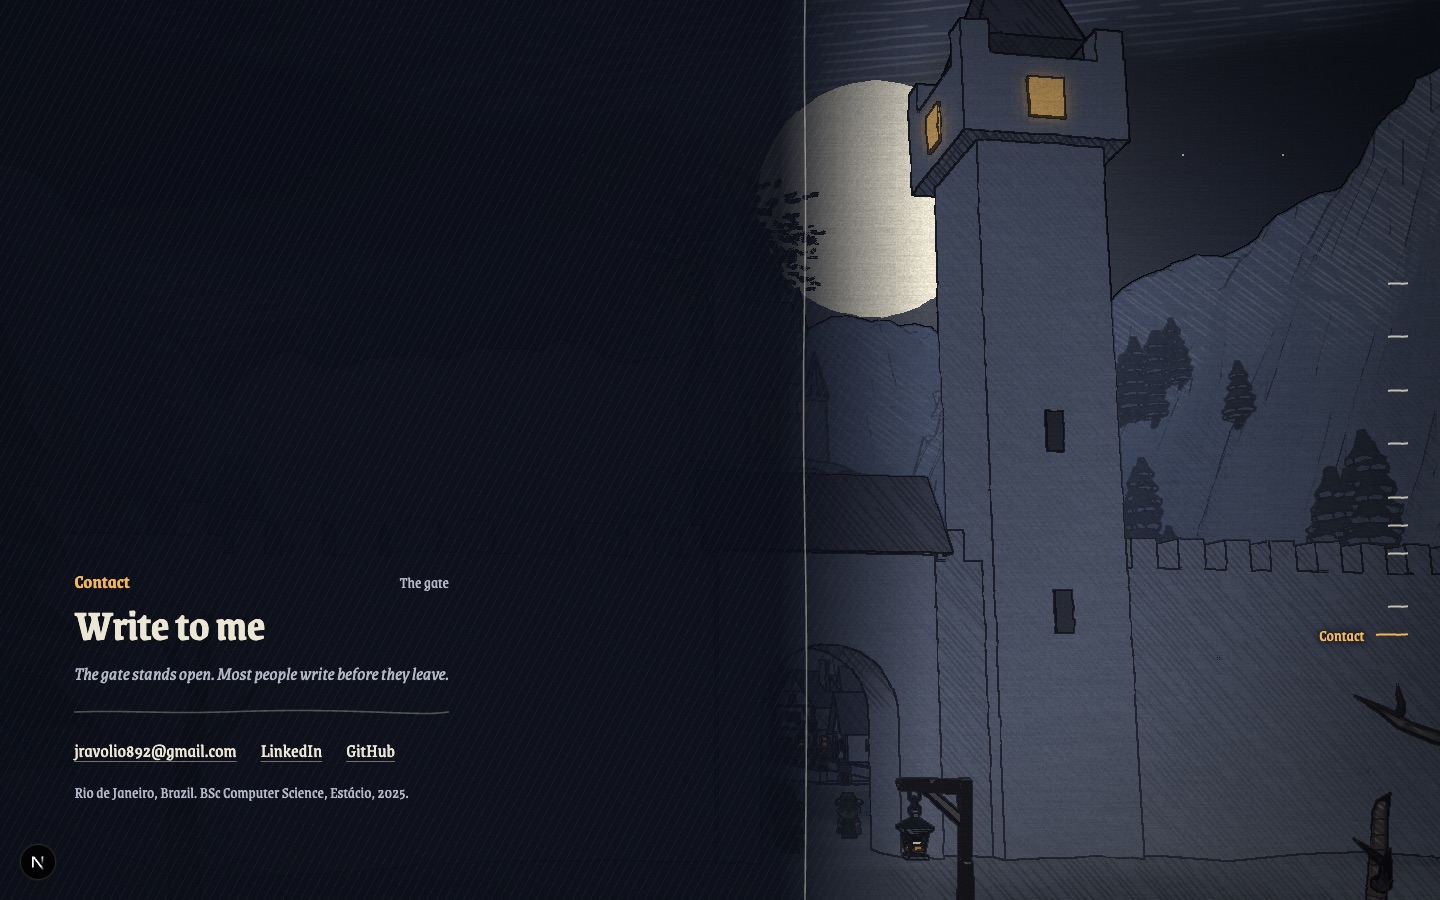 Contact The gate
Write to me
The gate stands open. Most people write before they leave.
jravolio892@gmail.com LinkedIn GitHub
Rio de Janeiro, Brazil. BSc Computer Science, Estácio, 2025.
Contact
N